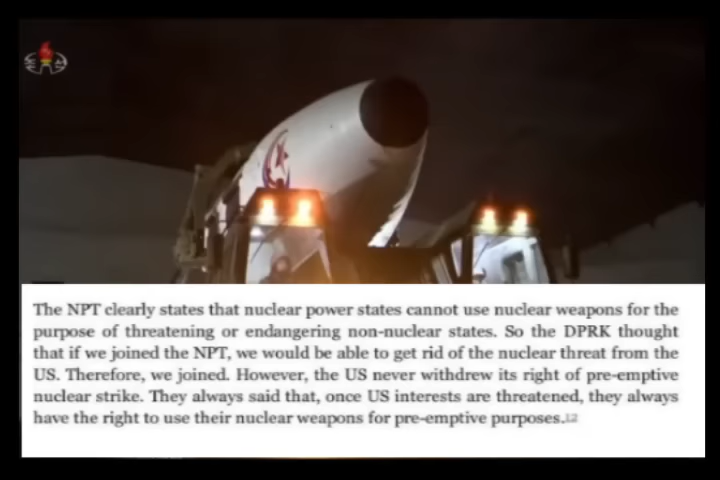 The NPT clearly states that nuclear power states cannot use nuclear weapons for the
purpose of threatening or endangering non-nuclear states. So the DPRK thought
that if we joined the NPT, we would be able to get rid of the nuclear threat from the
US. Therefore, we joined. However, the US never withdrew its right of pre-emptive
nuclear strike. They always said that, once US interests are threatened, they always
have the right to use their nuclear weapons for pre-emptive purposes.12